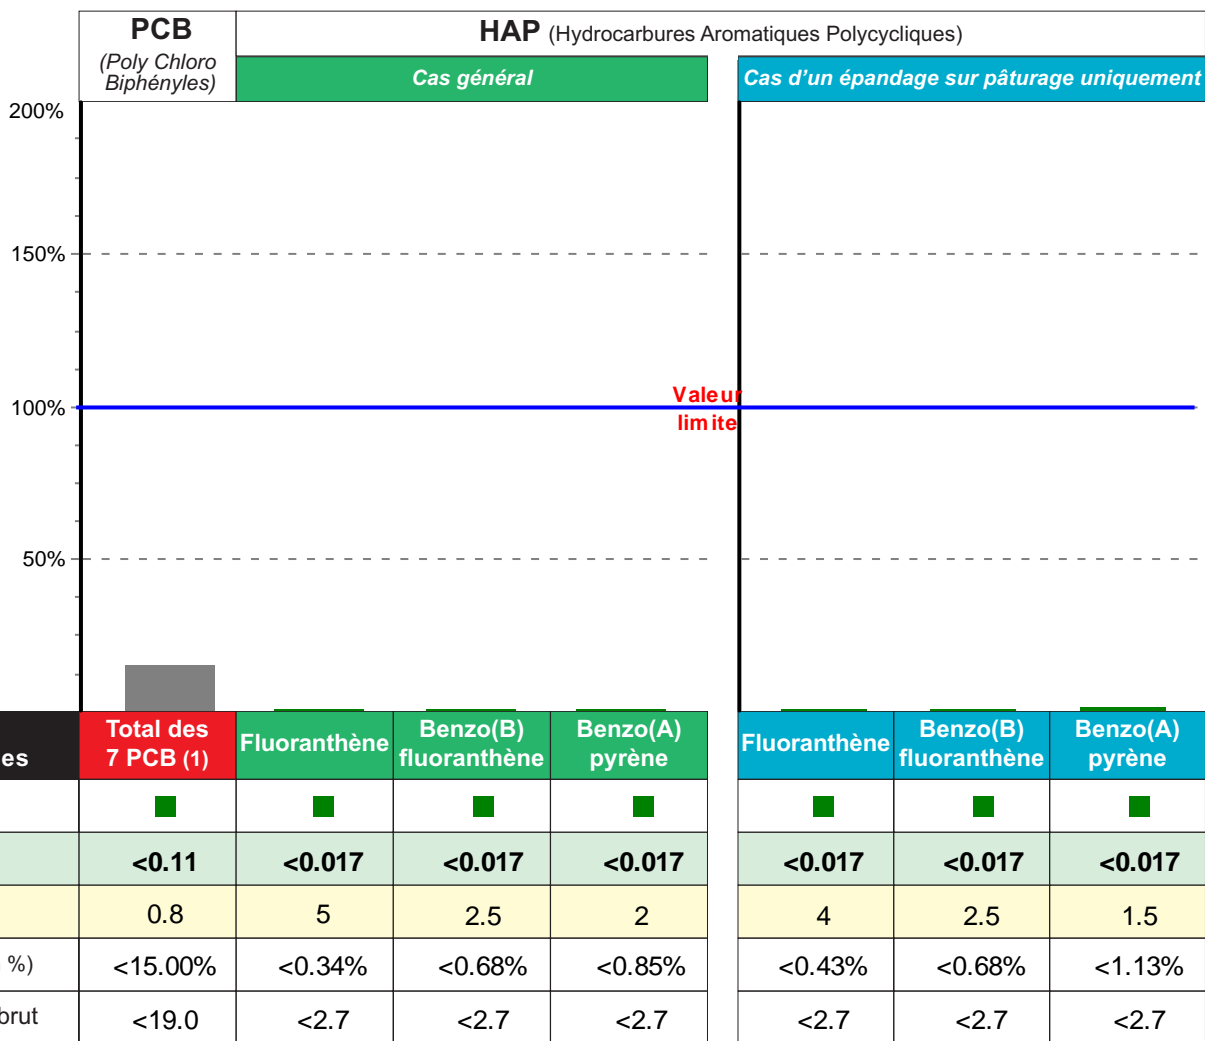 PCB
(Poly Chloro
Biphényles)
HAP (Hydrocarbures Aromatiques Polycycliques)
Cas général
Cas d'un épandage sur pâturage uniquement
200%
150%
100%
50%
Valeur
limite
es
Total des
7 PCB (1)
Fluoranthène
Benzo(B)
fluoranthène
Benzo(A)
pyrène
Fluoranthène
Benzo(B)
fluoranthène
Benzo(A)
pyrène
<0.11 <0.017 <0.017 <0.017 <0.017 <0.017 <0.017
0.8 5 2.5 2 4 2.5 1.5
%) <15.00% <0.34% <0.68% <0.85% <0.43% <0.68% <1.13%
brut <19.0 <2.7 <2.7 <2.7 <2.7 <2.7 <2.7